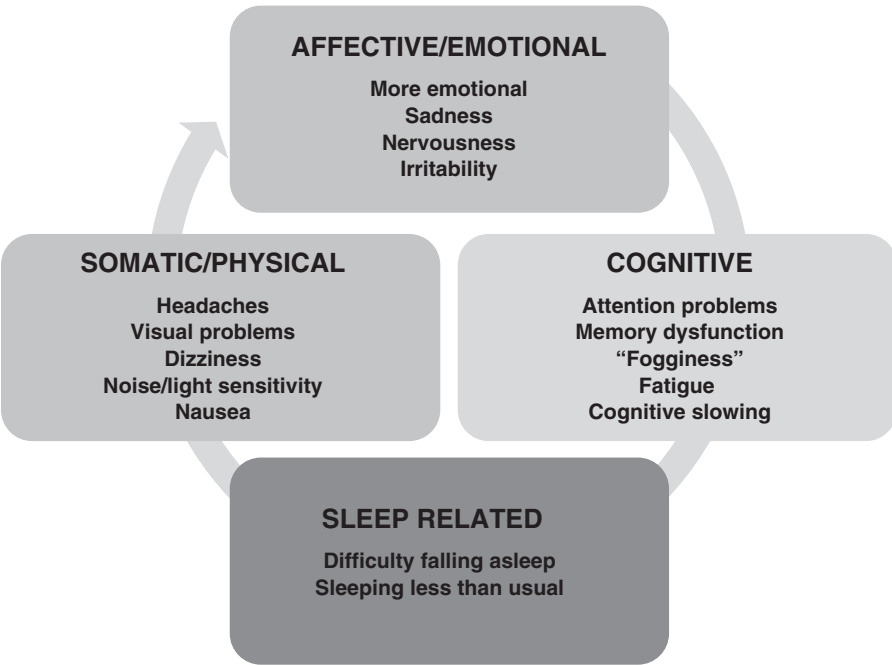 AFFECTIVE/EMOTIONAL
More emotional
Sadness
Nervousness
Irritability
SOMATIC/PHYSICAL
Headaches
Visual problems
Dizziness
Noise/light sensitivity
Nausea
COGNITIVE
Attention problems
Memory dysfunction
“Fogginess”
Fatigue
Cognitive slowing
SLEEP RELATED
Difficulty falling asleep
Sleeping less than usual